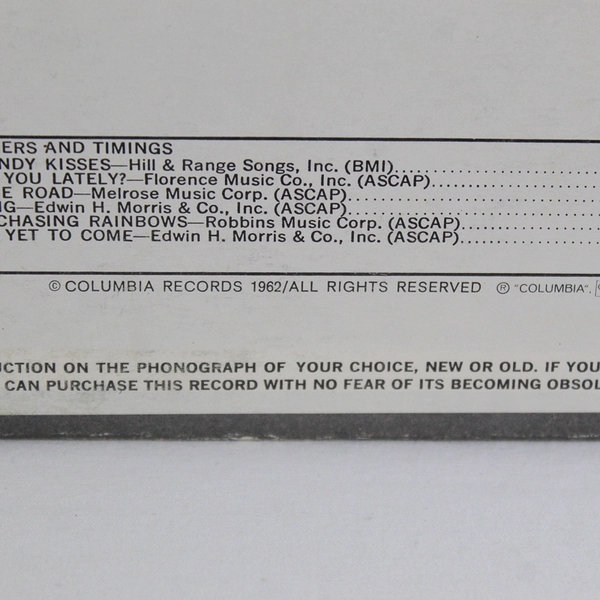 ERS AND TIMINGS
NDY KISSES—Hill & Range Songs, Inc. (BMI)
YOU LATELY?—Florence Music Co., Inc. (ASCAP)
E ROAD—Melrose Music Corp. (ASCAP)
NG—Edwin H. Morris & Co., Inc. (ASCAP)
CHASING RAINBOWS—Robbins Music Corp. (ASCAP)
YET TO COME—Edwin H. Morris & Co., Inc. (ASCAP)
© COLUMBIA RECORDS 1962/ALL RIGHTS RESERVED ® "COLUMBIA",
UCTION ON THE PHONOGRAPH OF YOUR CHOICE, NEW OR OLD. IF YOU
CAN PURCHASE THIS RECORD WITH NO FEAR OF ITS BECOMING OBSOL